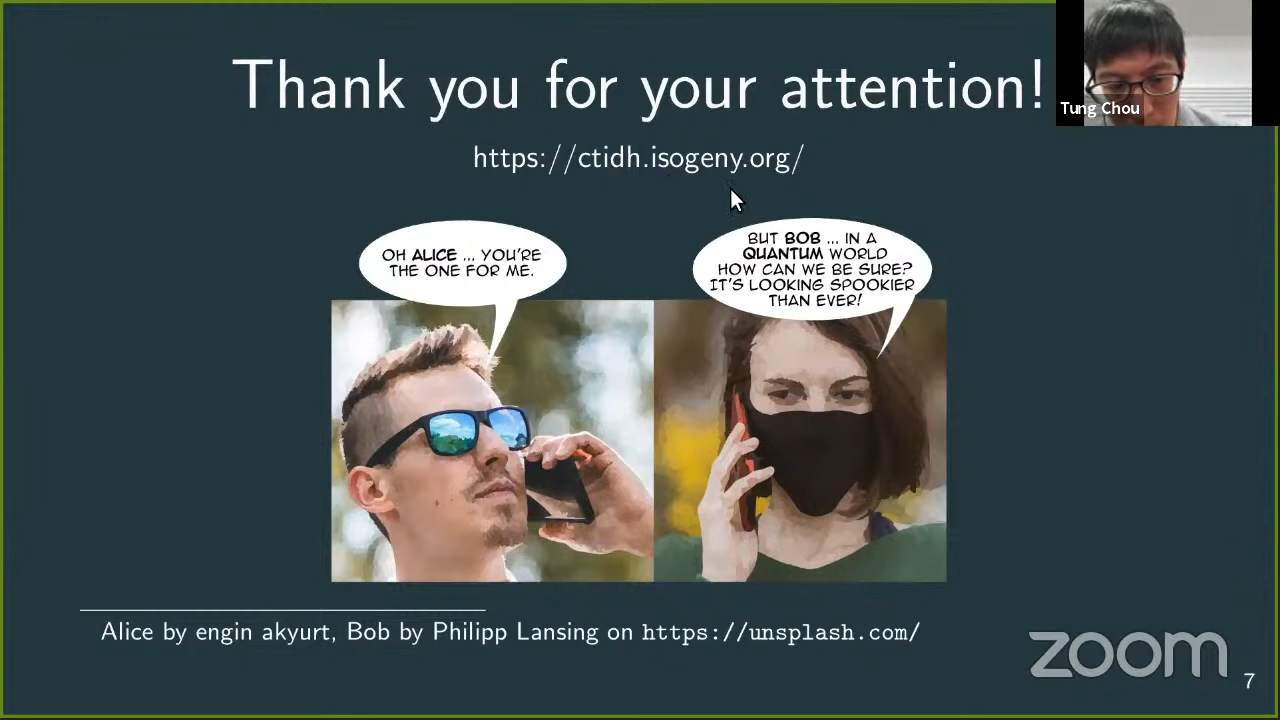 Thank you for your attention!
Tung Chou
https://ctidh.isogeny.org/
OH ALICE ... YOU'RE
THE ONE FOR ME.
BUT BOB ... IN A
QUANTUM WORLD
HOW CAN WE BE SURE?
IT'S LOOKING SPOOKIER
THAN EVER!
Alice by engin akyurt, Bob by Philipp Lansing on https://unsplash.com/
zoom
7